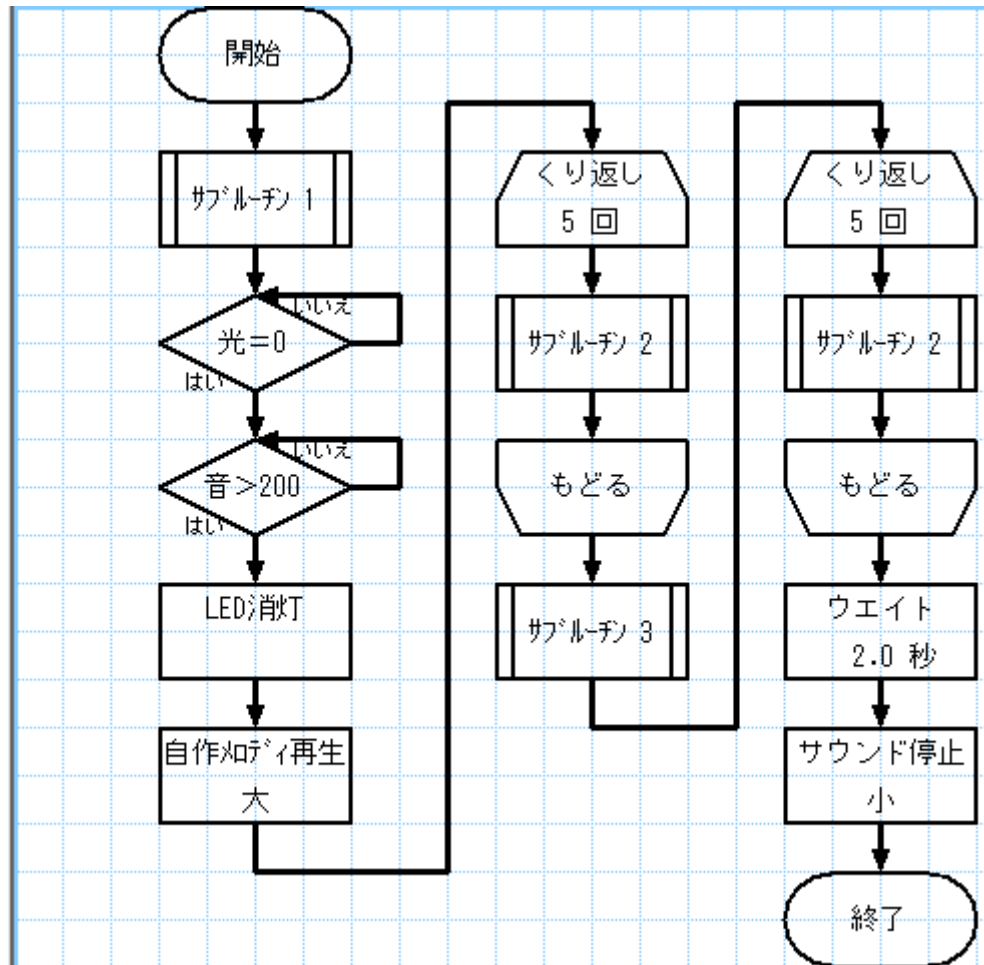 開始
ｻﾌﾞﾙｰﾁﾝ 1
いいえ
光＝0
はい
いいえ
音＞200
はい
LED消灯
自作ﾒﾛﾃﾞｨ再生
大
くり返し
5 回
ｻﾌﾞﾙｰﾁﾝ 2
もどる
ｻﾌﾞﾙｰﾁﾝ 3
くり返し
5 回
ｻﾌﾞﾙｰﾁﾝ 2
もどる
ウエイト
2.0 秒
サウンド停止
小
終了